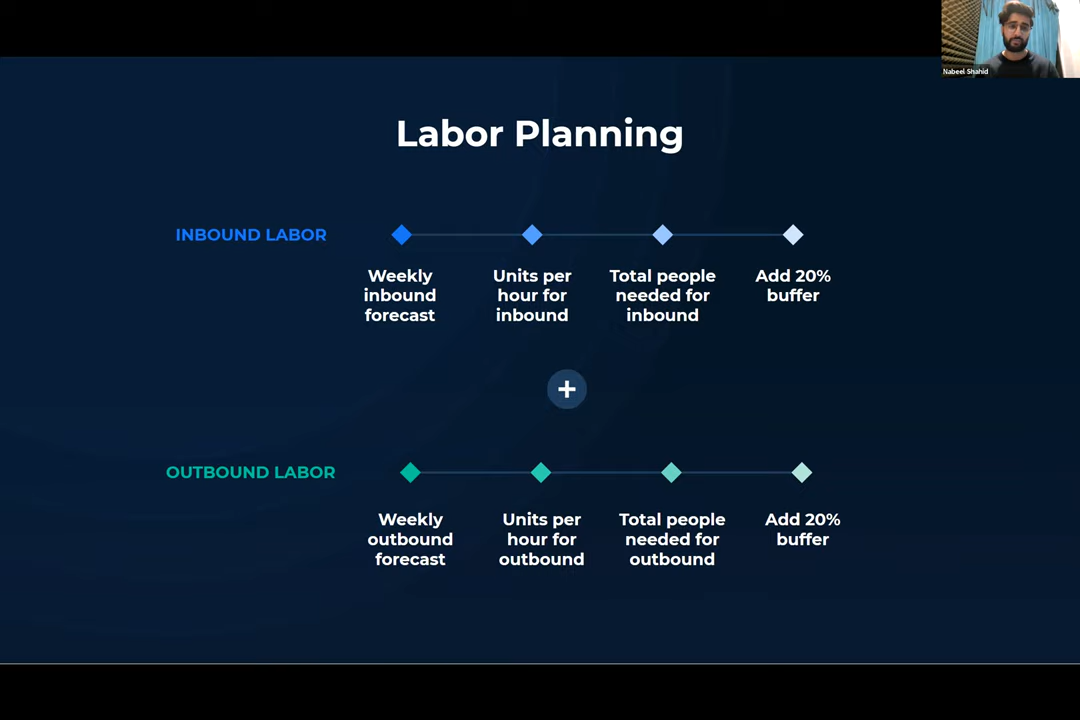 Nabeel Shahid
Labor Planning
INBOUND LABOR
Weekly
inbound
forecast
Units per
hour for
inbound
Total people
needed for
inbound
Add 20%
buffer
+
OUTBOUND LABOR
Weekly
outbound
forecast
Units per
hour for
outbound
Total people
needed for
outbound
Add 20%
buffer